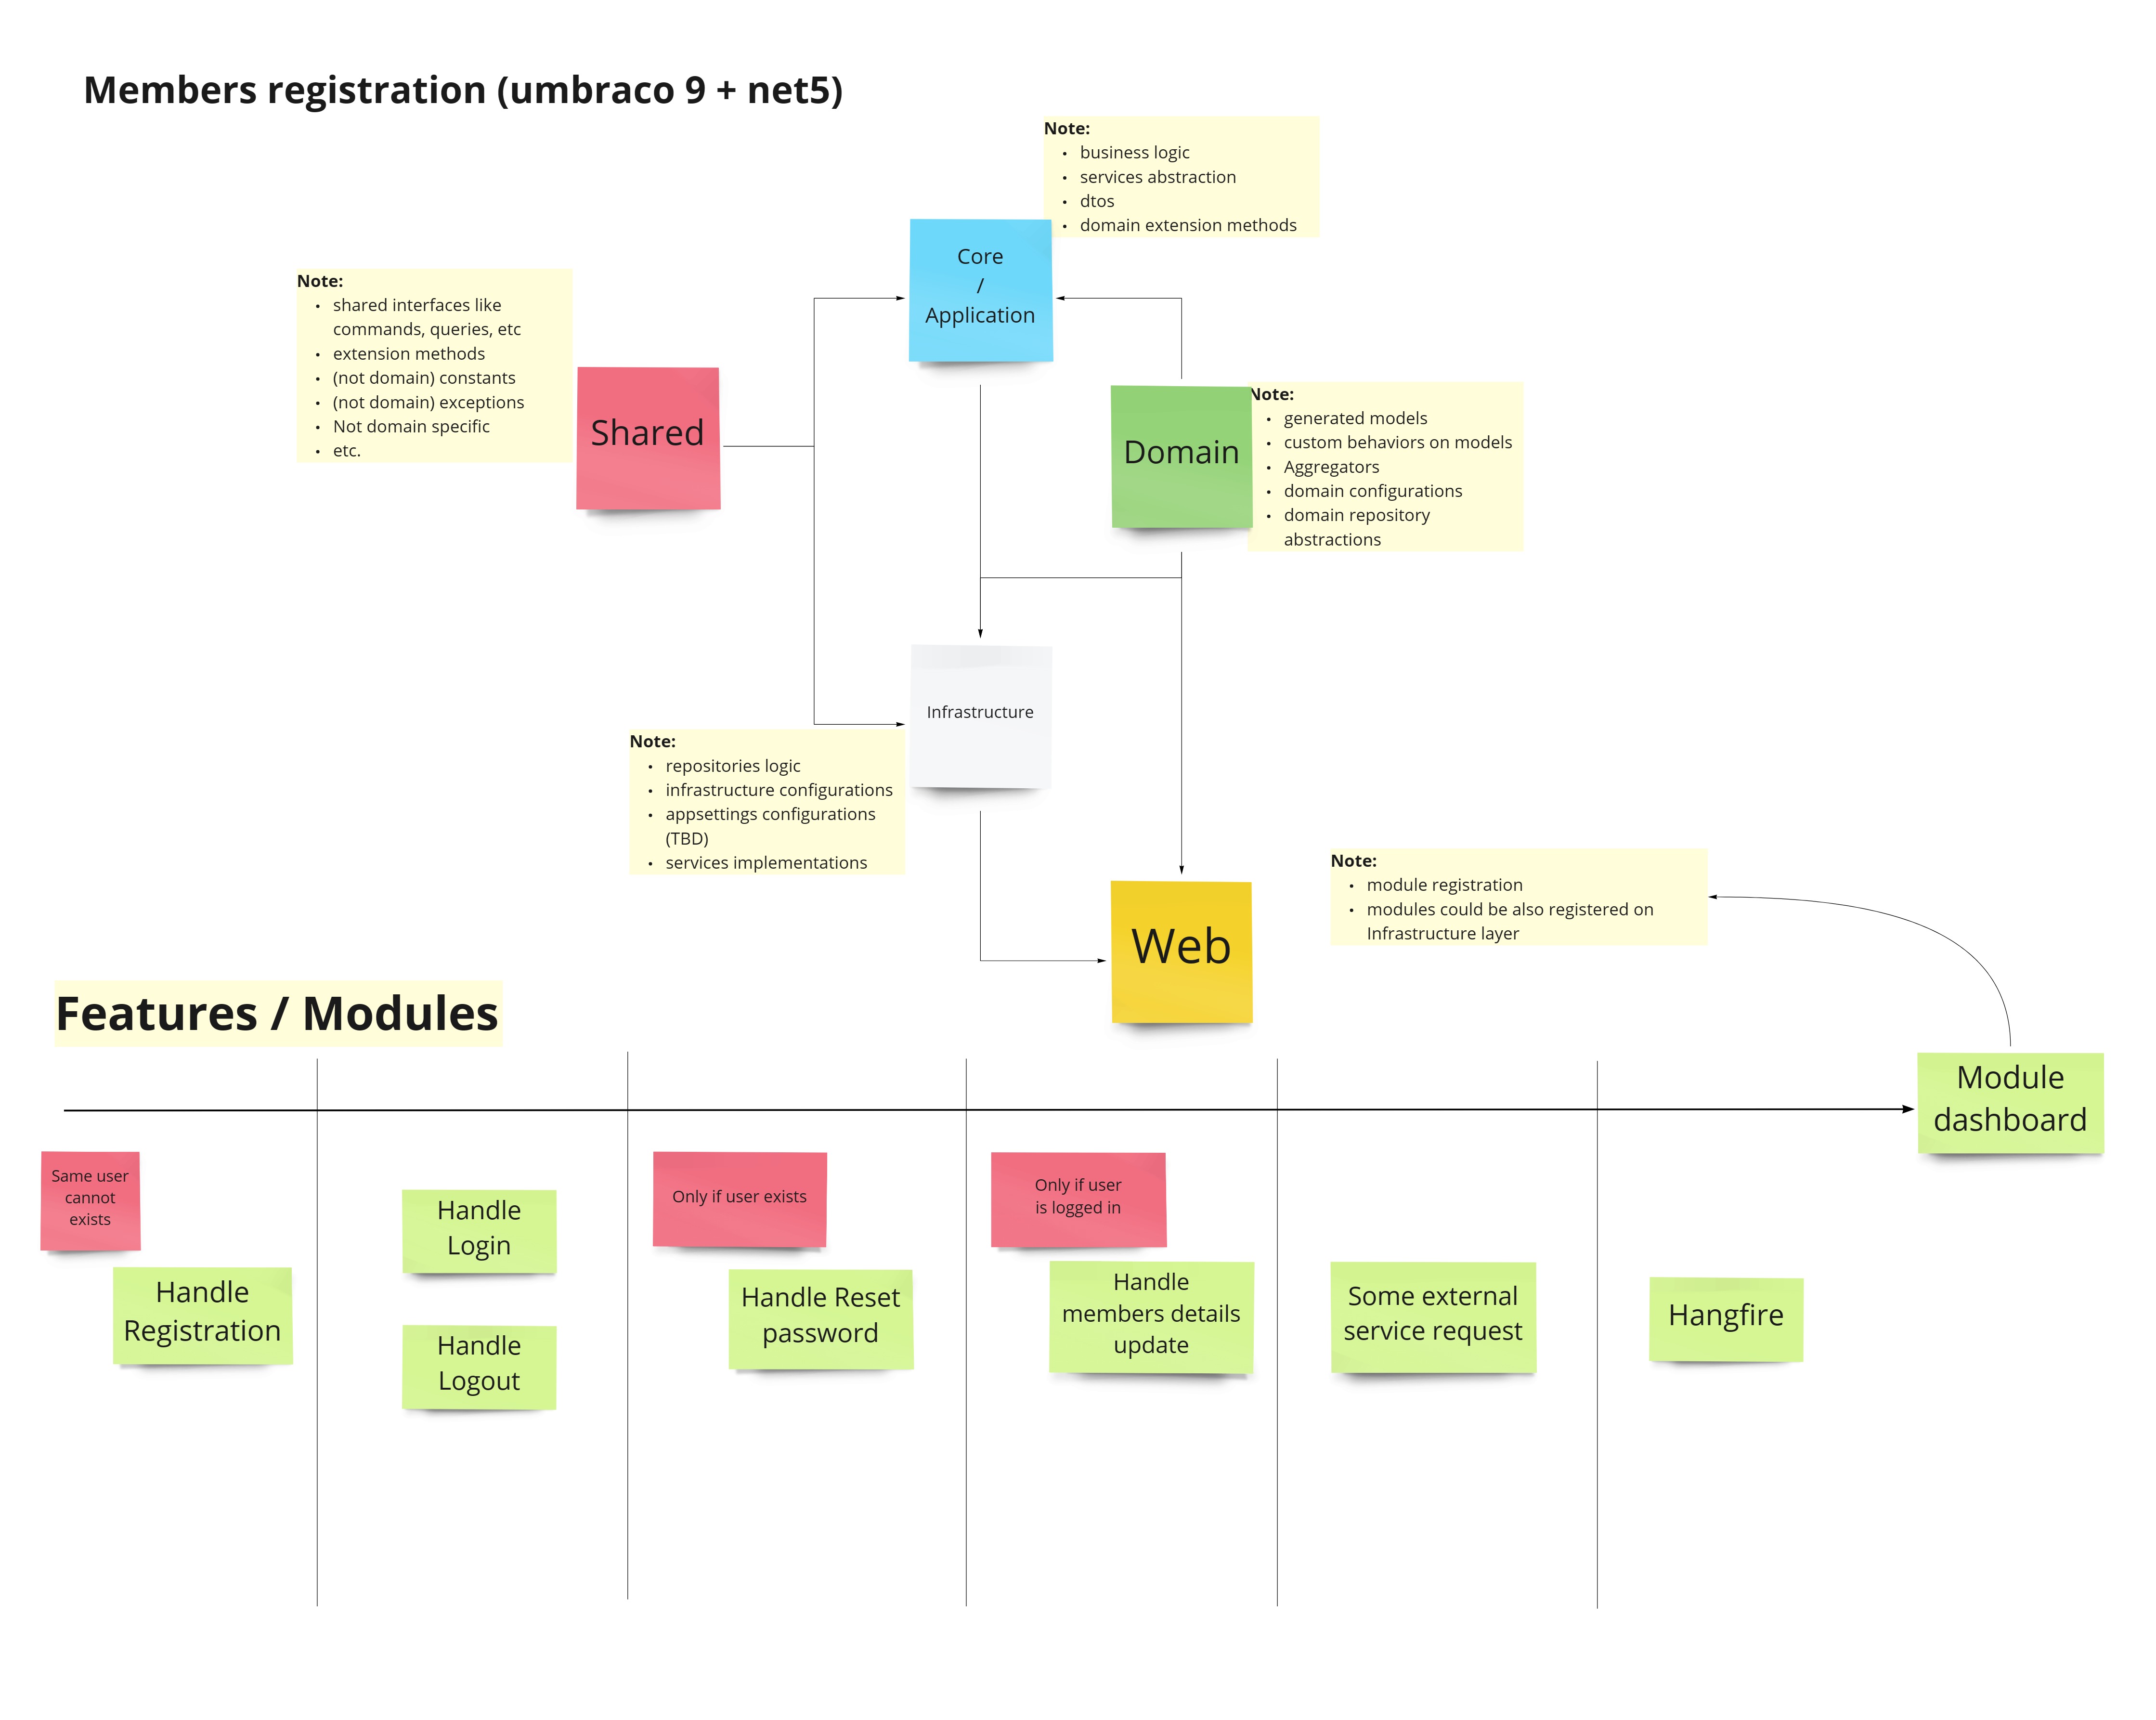 Members registration (umbraco 9 + net5)
Note:
• business logic
• services abstraction
• dtos
• domain extension methods
Core
/
Application
Note:
• shared interfaces like
commands, queries, etc
• extension methods
• (not domain) constants
• (not domain) exceptions
• Not domain specific
• etc.
Shared
Domain
Note:
• generated models
• custom behaviors on models
• Aggregators
• domain configurations
• domain repository
abstractions
Infrastructure
Note:
• repositories logic
• infrastructure configurations
• appsettings configurations
(TBD)
• services implementations
Web
Note:
• module registration
• modules could be also registered on
Infrastructure layer
Features / Modules
Module
dashboard
Same user
cannot
exists
Handle
Registration
Handle
Login
Handle
Logout
Only if user exists
Handle Reset
password
Only if user
is logged in
Handle
members details
update
Some external
service request
Hangfire